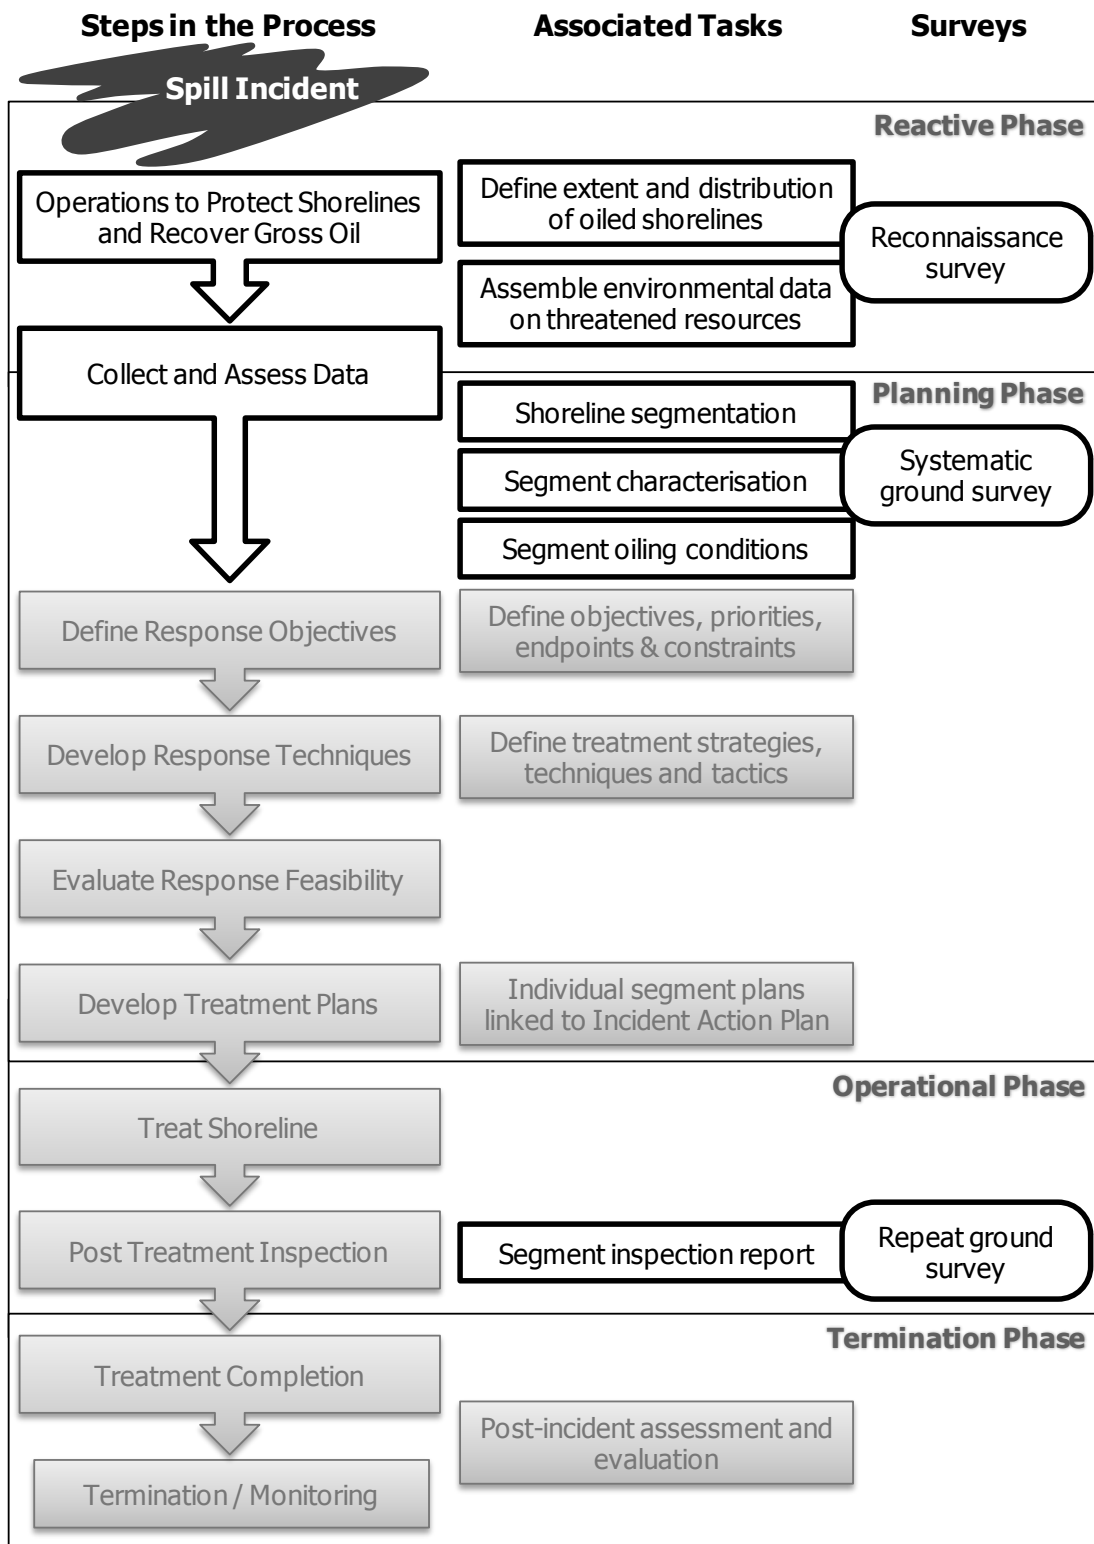 Steps in the Process
Associated Tasks
Surveys
Spill Incident
Reactive Phase
Operations to Protect Shorelines
and Recover Gross Oil
Define extent and distribution
of oiled shorelines
Reconnaissance
survey
Assemble environmental data
on threatened resources
Collect and Assess Data
Planning Phase
Shoreline segmentation
Systematic
ground survey
Segment characterisation
Segment oiling conditions
Define Response Objectives
Define objectives, priorities,
endpoints & constraints
Develop Response Techniques
Define treatment strategies,
techniques and tactics
Evaluate Response Feasibility
Develop Treatment Plans
Individual segment plans
linked to Incident Action Plan
Operational Phase
Treat Shoreline
Post Treatment Inspection
Segment inspection report
Repeat ground
survey
Termination Phase
Treatment Completion
Post-incident assessment and
evaluation
Termination / Monitoring